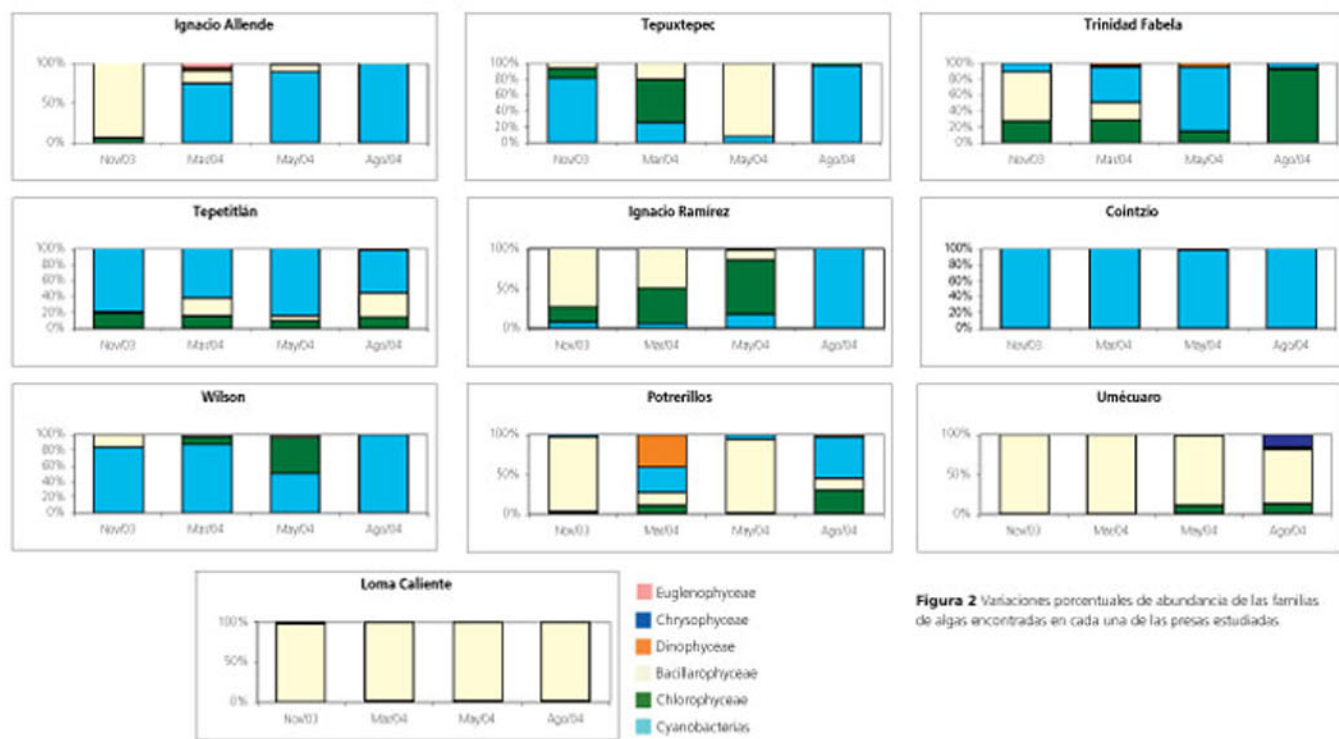 Ignacio Allende
100%
50%
0%
Nov/03 Mar/04 May/04 Ago/04
Tepuxtepec
100%
80%
60%
40%
20%
0%
Nov/03 Mar/04 May/04 Ago/04
Trinidad Fabela
100%
80%
60%
40%
20%
0%
Nov/03 Mar/04 May/04 Ago/04
Tepetitlán
100%
80%
60%
40%
20%
0%
Nov/03 Mar/04 May/04 Ago/04
Ignacio Ramírez
100%
50%
0%
Nov/03 Mar/04 May/04 Ago/04
Cointzio
100%
80%
60%
40%
20%
0%
Nov/03 Mar/04 May/04 Ago/04
Wilson
100%
80%
60%
40%
20%
0%
Nov/03 Mar/04 May/04 Ago/04
Potrerillos
100%
50%
0%
Nov/03 Mar/04 May/04 Ago/04
Umécuaro
100%
50%
0%
Nov/03 Mar/04 May/04 Ago/04
Loma Caliente
100%
50%
0%
Nov/03 Mar/04 May/04 Ago/04
Euglenophyceae
Chrysophyceae
Dinophyceae
Bacillarophyceae
Chlorophyceae
Cyanobacterias
Figura 2 Variaciones porcentuales de abundancia de las familias
de algas encontradas en cada una de las presas estudiadas.